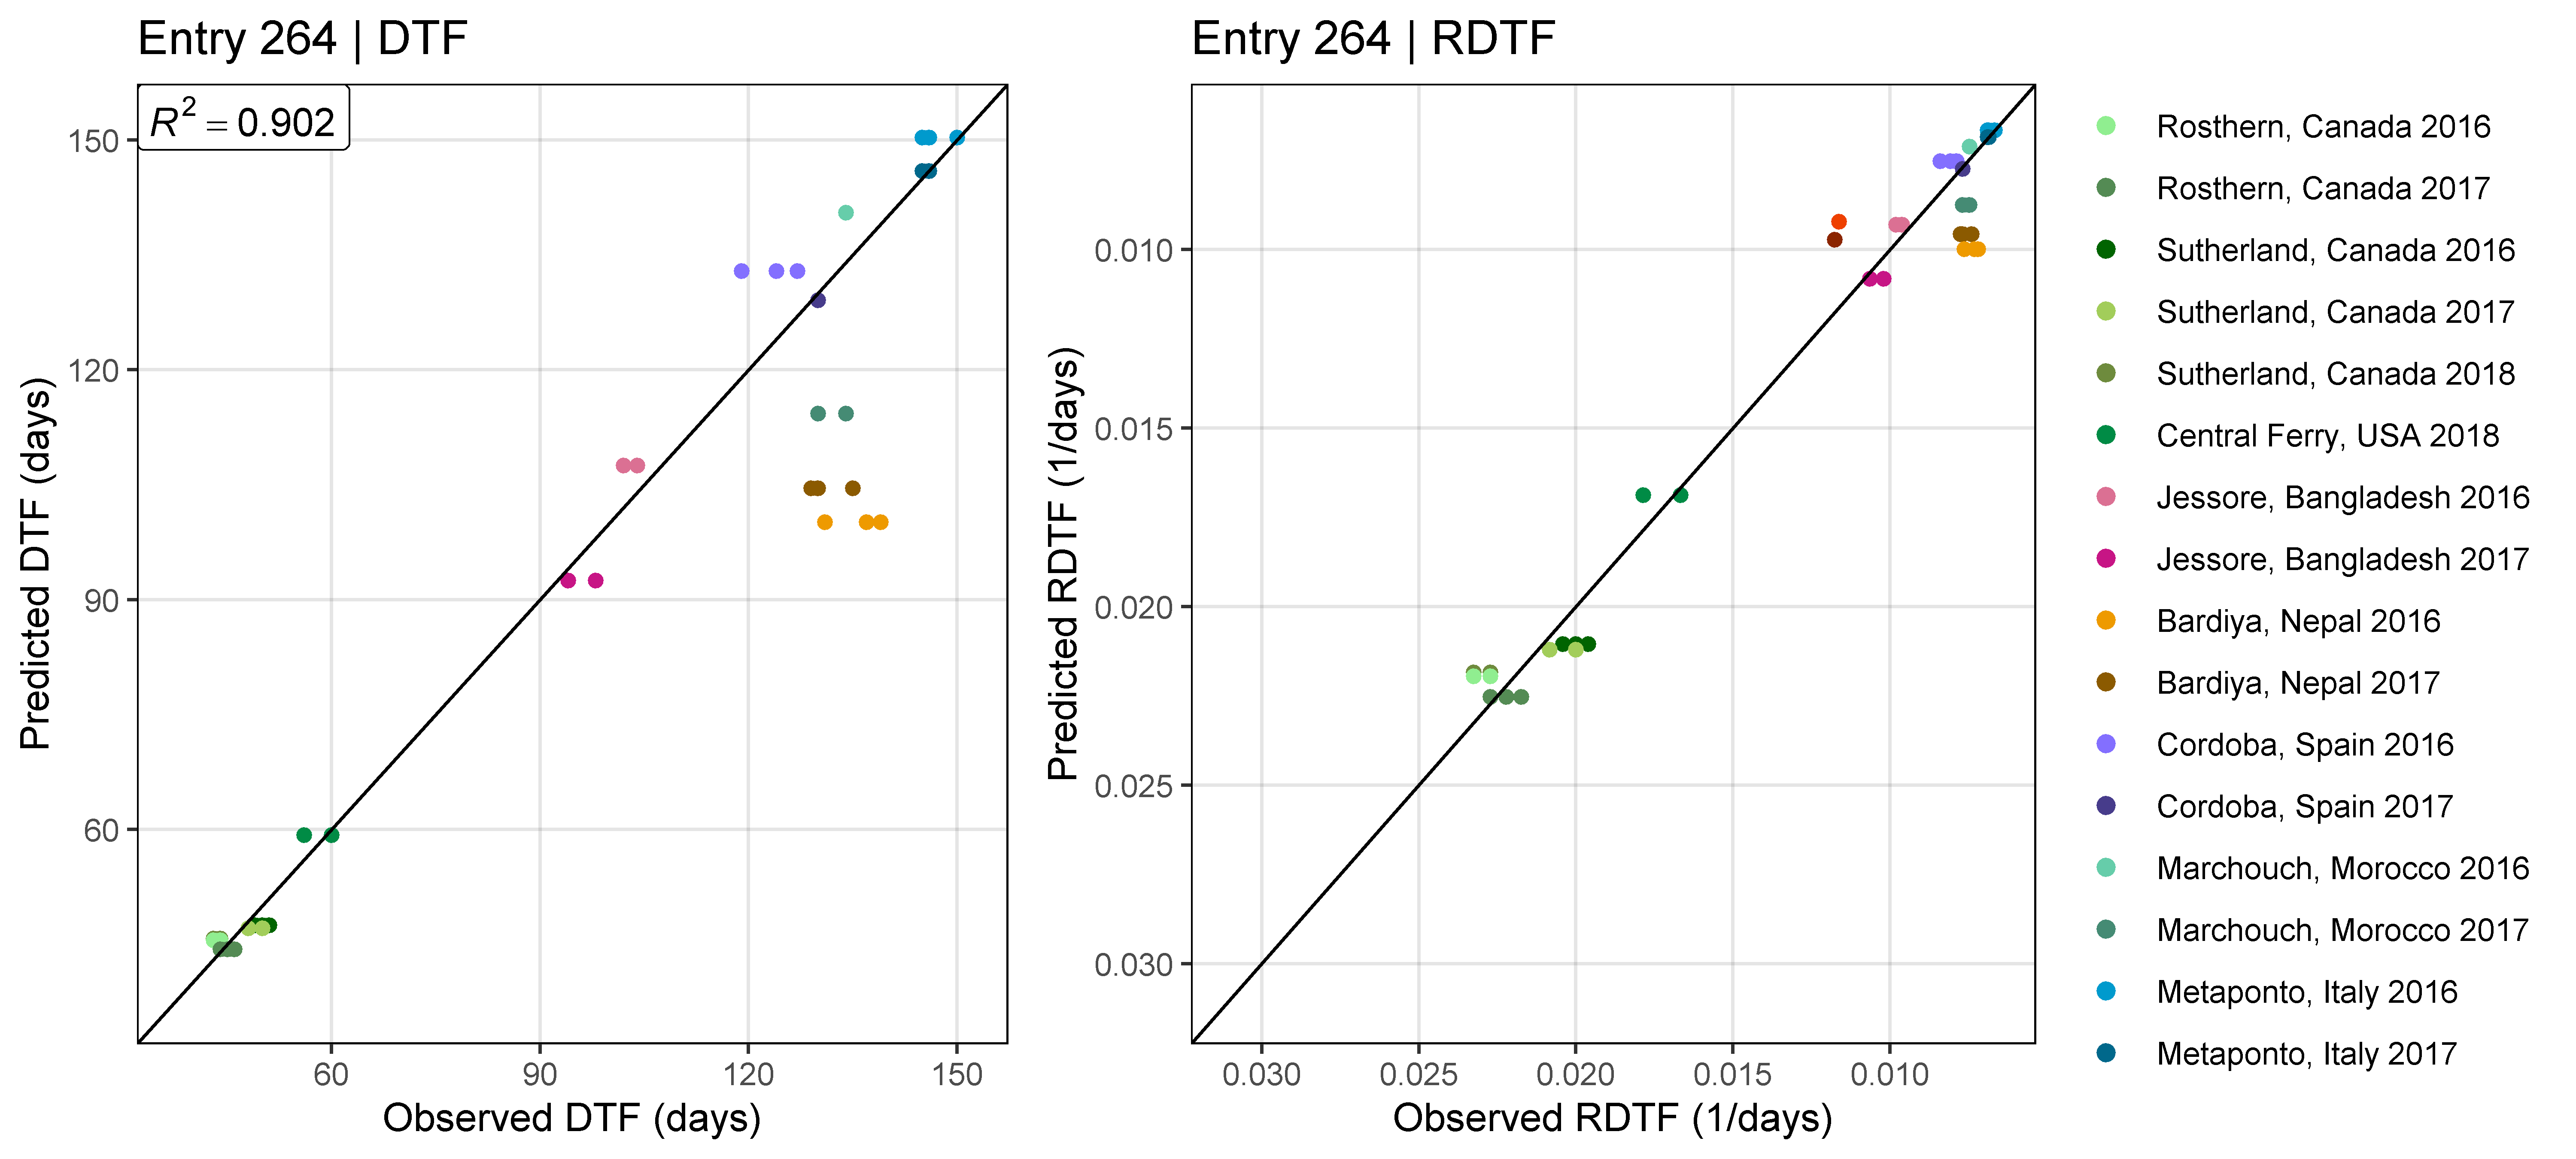 Entry 264 | DTF
R² = 0.902
150
120
90
60
Predicted DTF (days)
60 90 120 150
Observed DTF (days)
Entry 264 | RDTF
0.010
0.015
0.020
0.025
0.030
Predicted RDTF (1/days)
0.030 0.025 0.020 0.015 0.010
Observed RDTF (1/days)
Rosthern, Canada 2016
Rosthern, Canada 2017
Sutherland, Canada 2016
Sutherland, Canada 2017
Sutherland, Canada 2018
Central Ferry, USA 2018
Jessore, Bangladesh 2016
Jessore, Bangladesh 2017
Bardiya, Nepal 2016
Bardiya, Nepal 2017
Cordoba, Spain 2016
Cordoba, Spain 2017
Marchouch, Morocco 2016
Marchouch, Morocco 2017
Metaponto, Italy 2016
Metaponto, Italy 2017